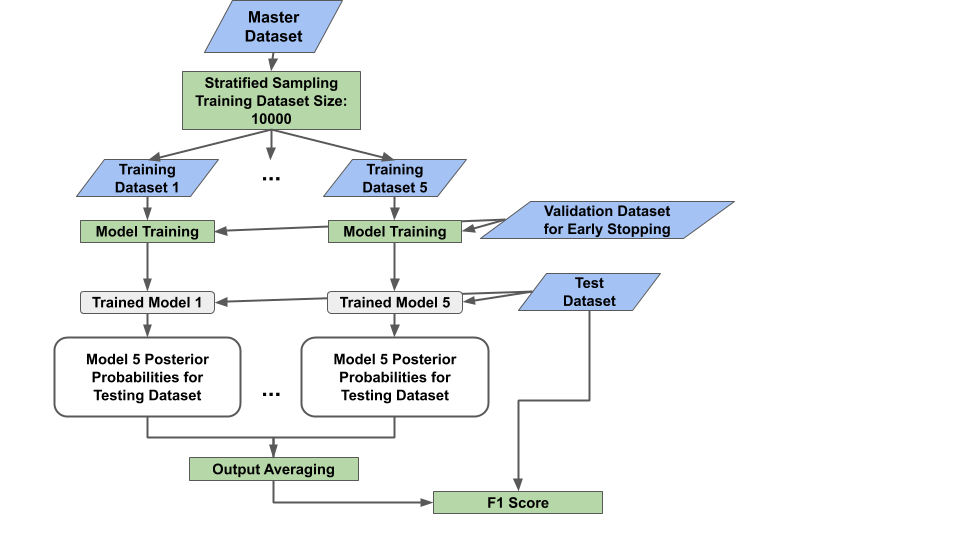 Master
Dataset
Stratified Sampling
Training Dataset Size:
10000
Training
Dataset 1
...
Training
Dataset 5
Model Training
Model Training
Validation Dataset
for Early Stopping
Trained Model 1
Trained Model 5
Test
Dataset
Model 5 Posterior
Probabilities for
Testing Dataset
...
Model 5 Posterior
Probabilities for
Testing Dataset
Output Averaging
F1 Score